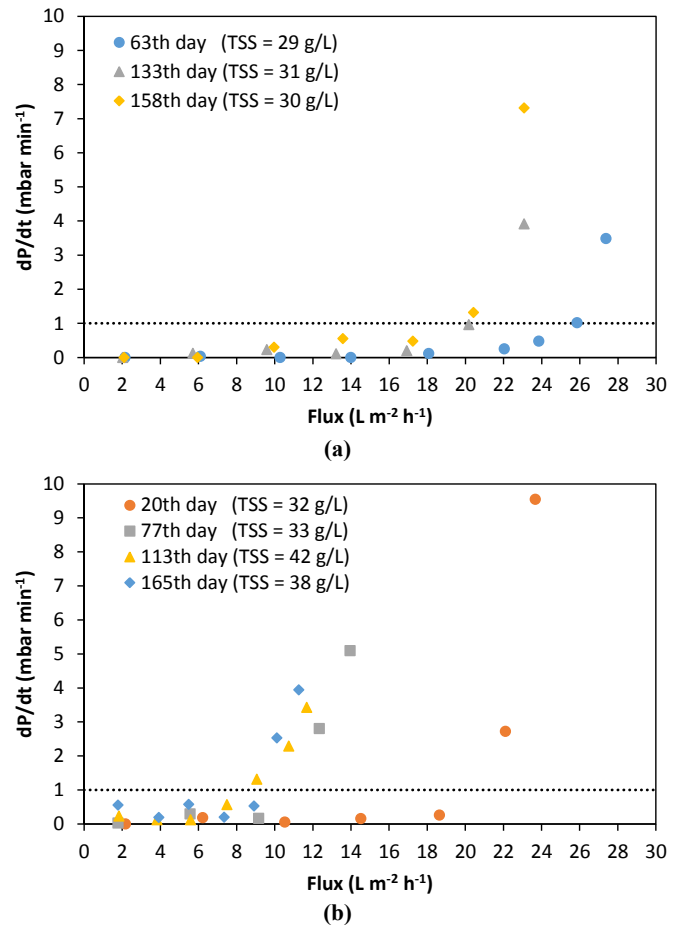 10
9
8
7
6
5
4
3
2
1
0
dP/dt (mbar min⁻¹)
63th day (TSS = 29 g/L)
133th day (TSS = 31 g/L)
158th day (TSS = 30 g/L)
0 2 4 6 8 10 12 14 16 18 20 22 24 26 28 30
Flux (L m⁻² h⁻¹)
(a)
10
9
8
7
6
5
4
3
2
1
0
dP/dt (mbar min⁻¹)
20th day (TSS = 32 g/L)
77th day (TSS = 33 g/L)
113th day (TSS = 42 g/L)
165th day (TSS = 38 g/L)
0 2 4 6 8 10 12 14 16 18 20 22 24 26 28 30
Flux (L m⁻² h⁻¹)
(b)